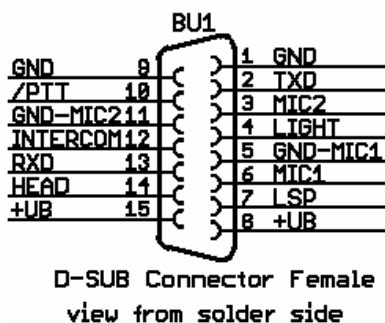 BU1
GND 9
/PTT 10
GND-MIC2 11
INTERCOM 12
RXD 13
HEAD 14
+UB 15
1 GND
2 TXD
3 MIC2
4 LIGHT
5 GND-MIC1
6 MIC1
7 LSP
8 +UB
D-SUB Connector Female
view from solder side